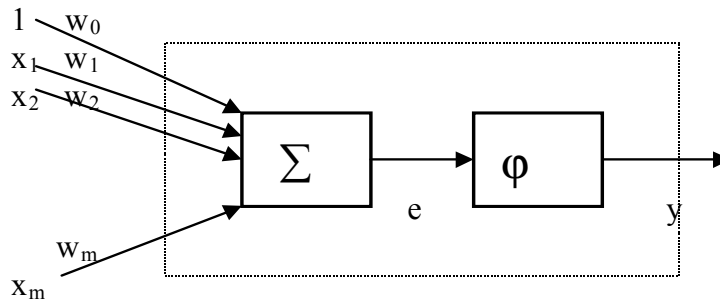 1 w₀
x₁ w₁
x₂ w₂
Σ φ
e y
wₘ
xₘ